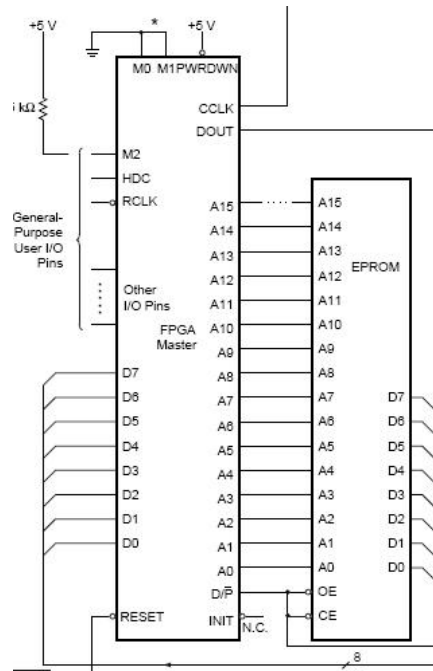 +5 V * +5 V
M0 M1PWRDWN
CCLK
kΩ DOUT
M2
HDC
RCLK
General-
Purpose
User I/O
Pins
Other
I/O Pins
FPGA
Master
A15 A15
A14 A14
A13 A13
EPROM
A12 A12
A11 A11
A10 A10
A9 A9
D7 A8 A8
D6 A7 A7 D7
D5 A6 A6 D6
D4 A5 A5 D5
D3 A4 A4 D4
D2 A3 A3 D3
D1 A2 A2 D2
D0 A1 A1 D1
A0 A0 D0
D/P̅ OE
RESET INIT CE
N.C.
8